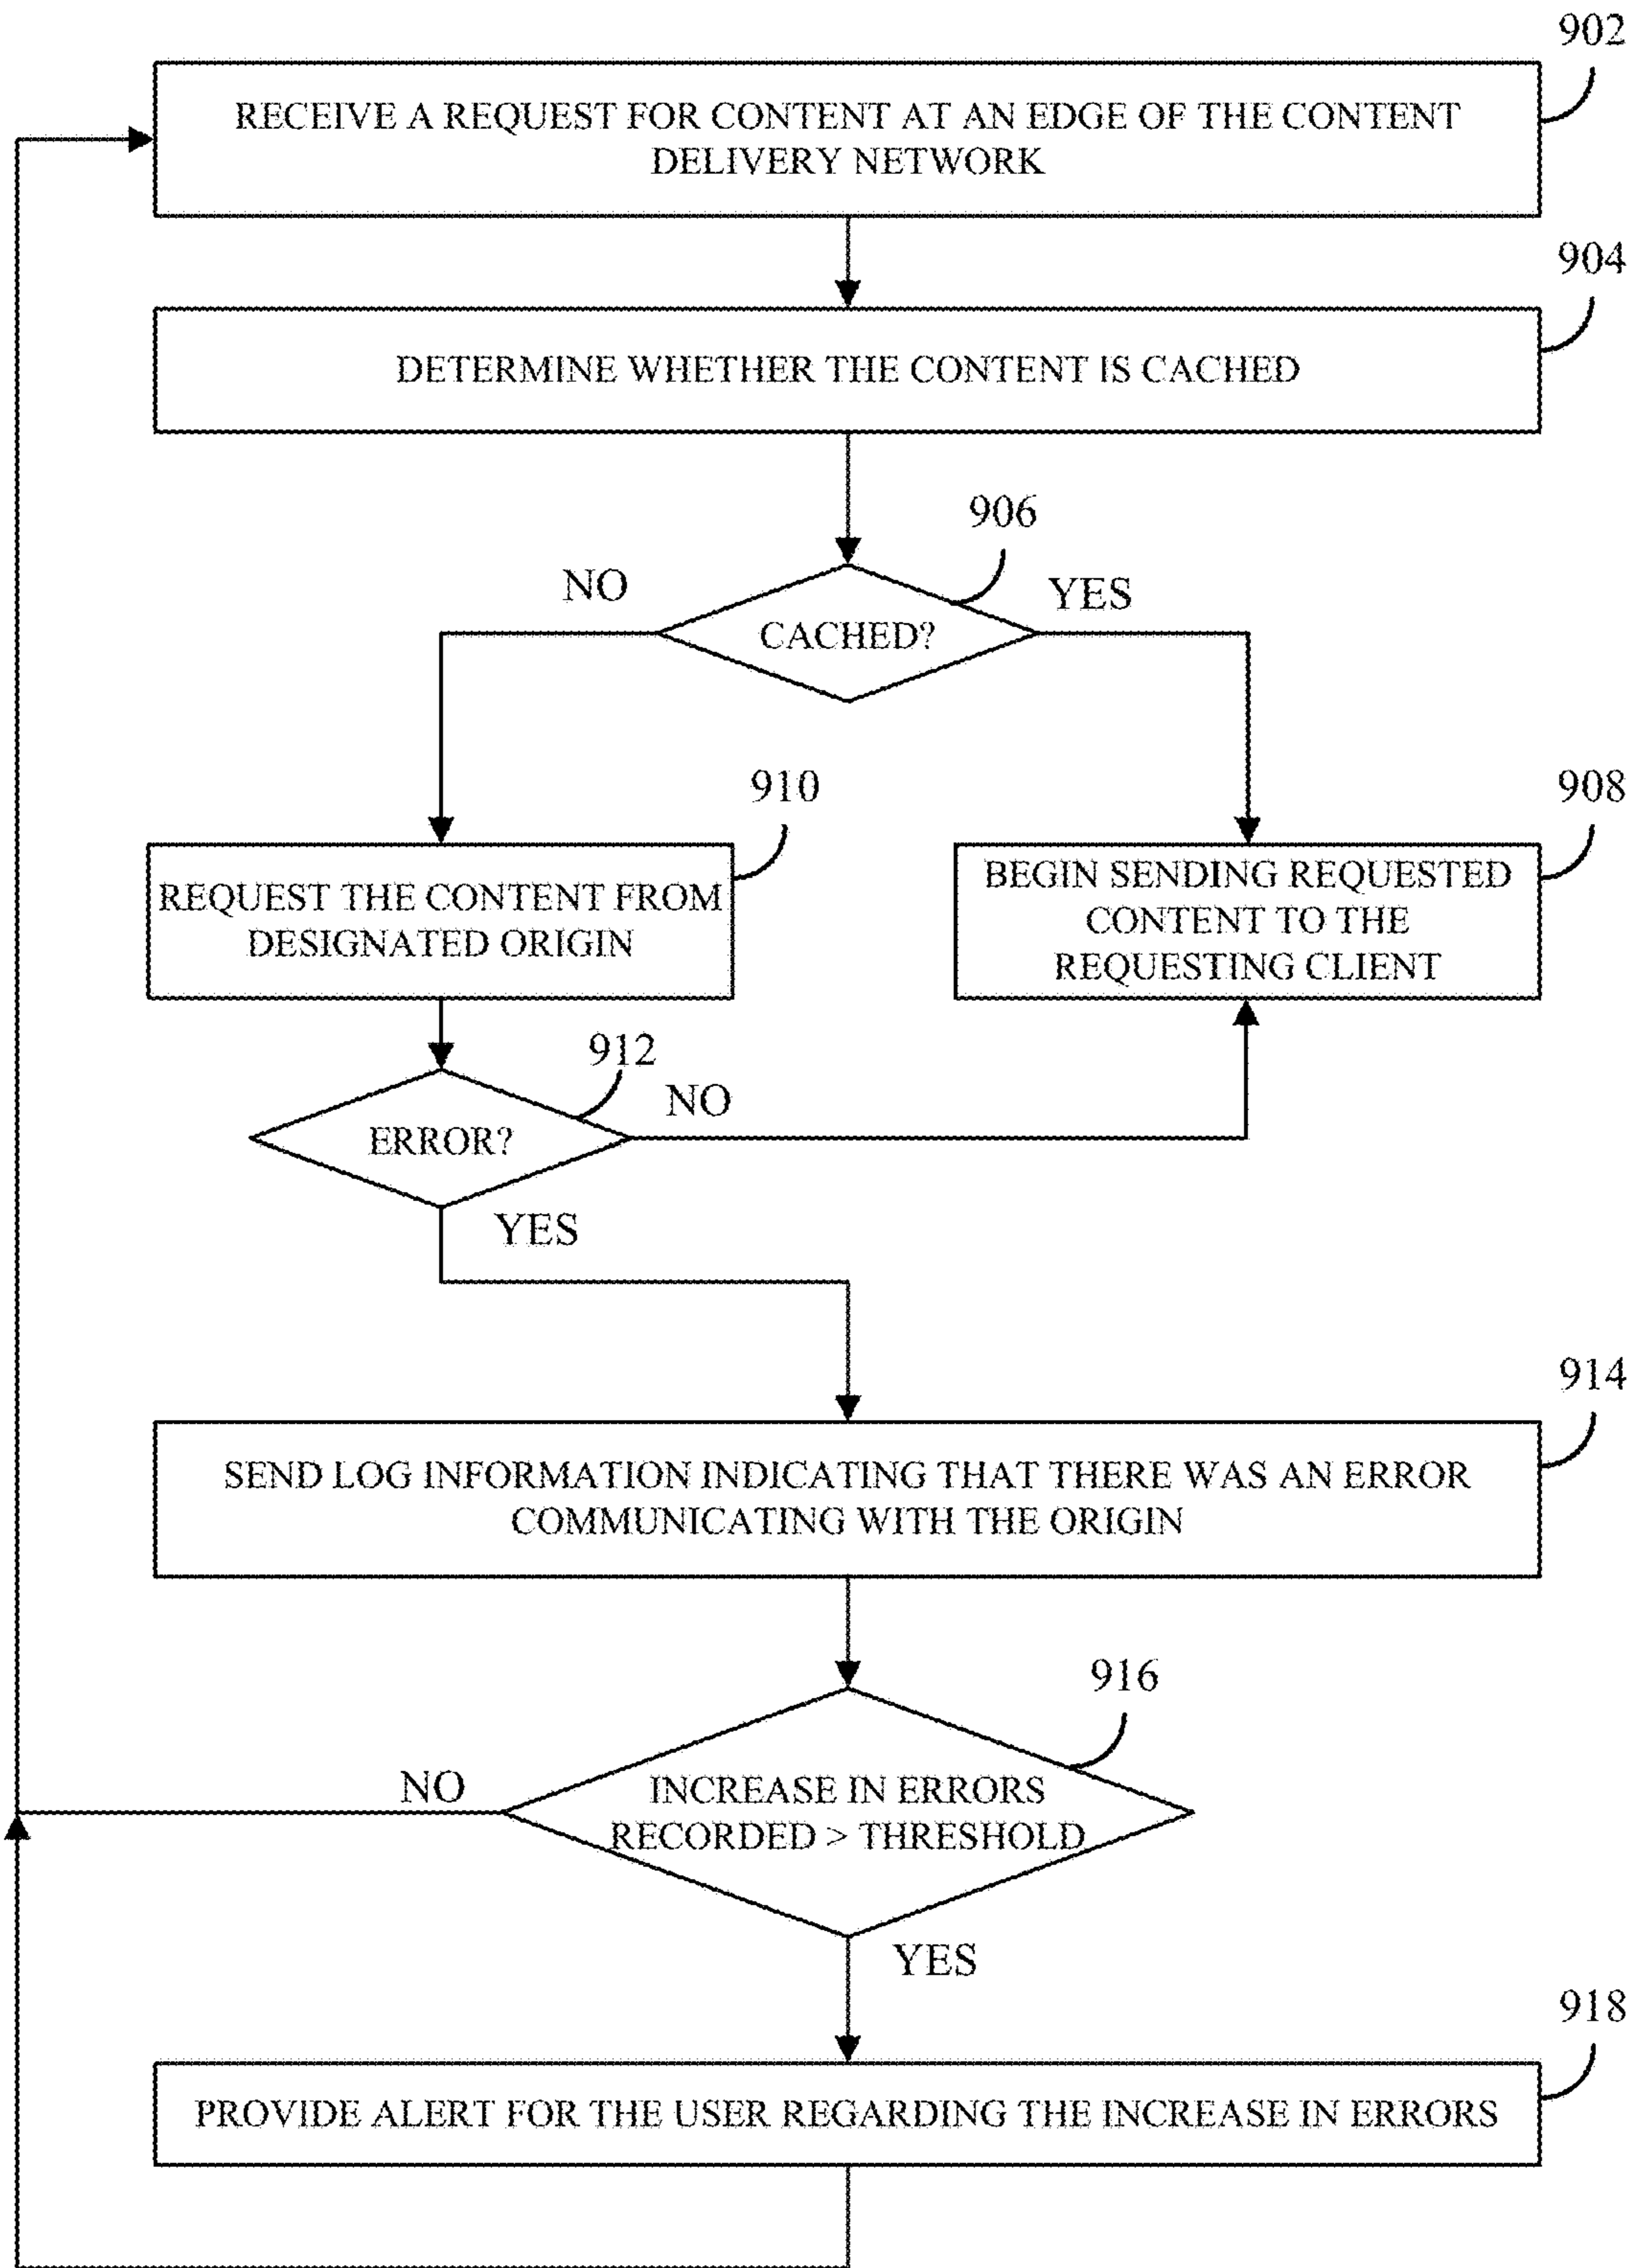 902
RECEIVE A REQUEST FOR CONTENT AT AN EDGE OF THE CONTENT
DELIVERY NETWORK
904
DETERMINE WHETHER THE CONTENT IS CACHED
906
NO
YES
CACHED?
910
908
REQUEST THE CONTENT FROM
DESIGNATED ORIGIN
BEGIN SENDING REQUESTED
CONTENT TO THE
REQUESTING CLIENT
912
NO
ERROR?
YES
914
SEND LOG INFORMATION INDICATING THAT THERE WAS AN ERROR
COMMUNICATING WITH THE ORIGIN
916
NO
INCREASE IN ERRORS
RECORDED > THRESHOLD
YES
918
PROVIDE ALERT FOR THE USER REGARDING THE INCREASE IN ERRORS